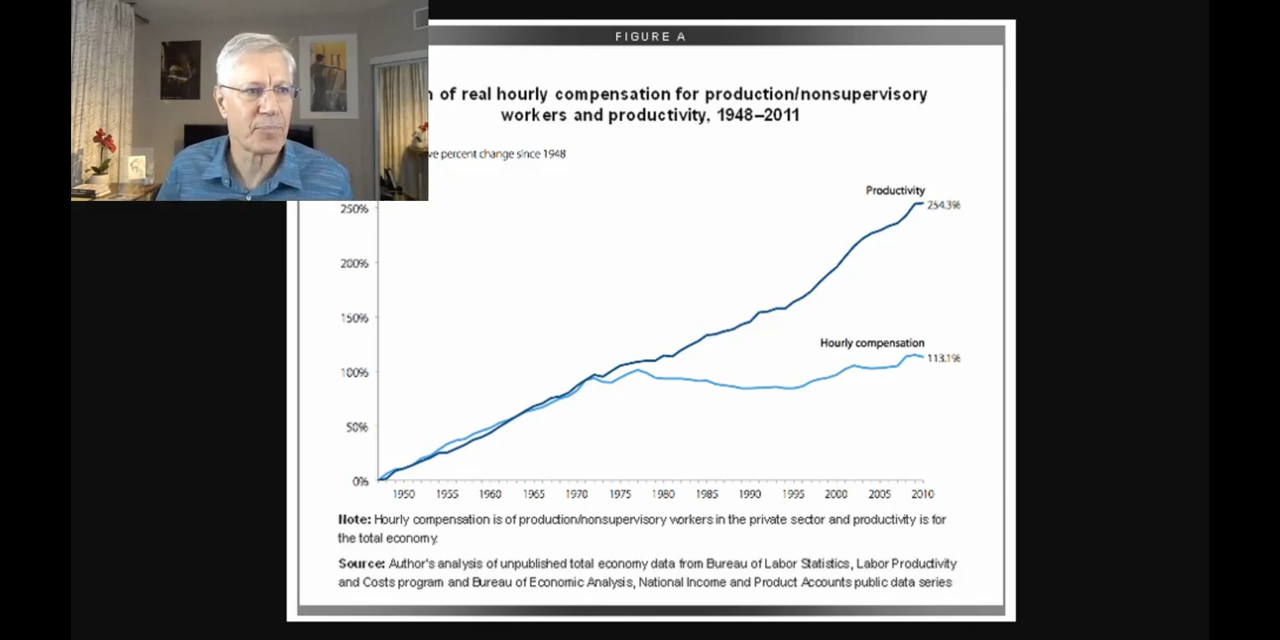 FIGURE A
of real hourly compensation for production/nonsupervisory
workers and productivity, 1948–2011
percent change since 1948
Productivity
254.3%
250%
200%
150%
Hourly compensation
113.1%
100%
50%
0%
1950 1955 1960 1965 1970 1975 1980 1985 1990 1995 2000 2005 2010
Note: Hourly compensation is of production/nonsupervisory workers in the private sector and productivity is for
the total economy.
Source: Author's analysis of unpublished total economy data from Bureau of Labor Statistics, Labor Productivity
and Costs program and Bureau of Economic Analysis, National Income and Product Accounts public data series